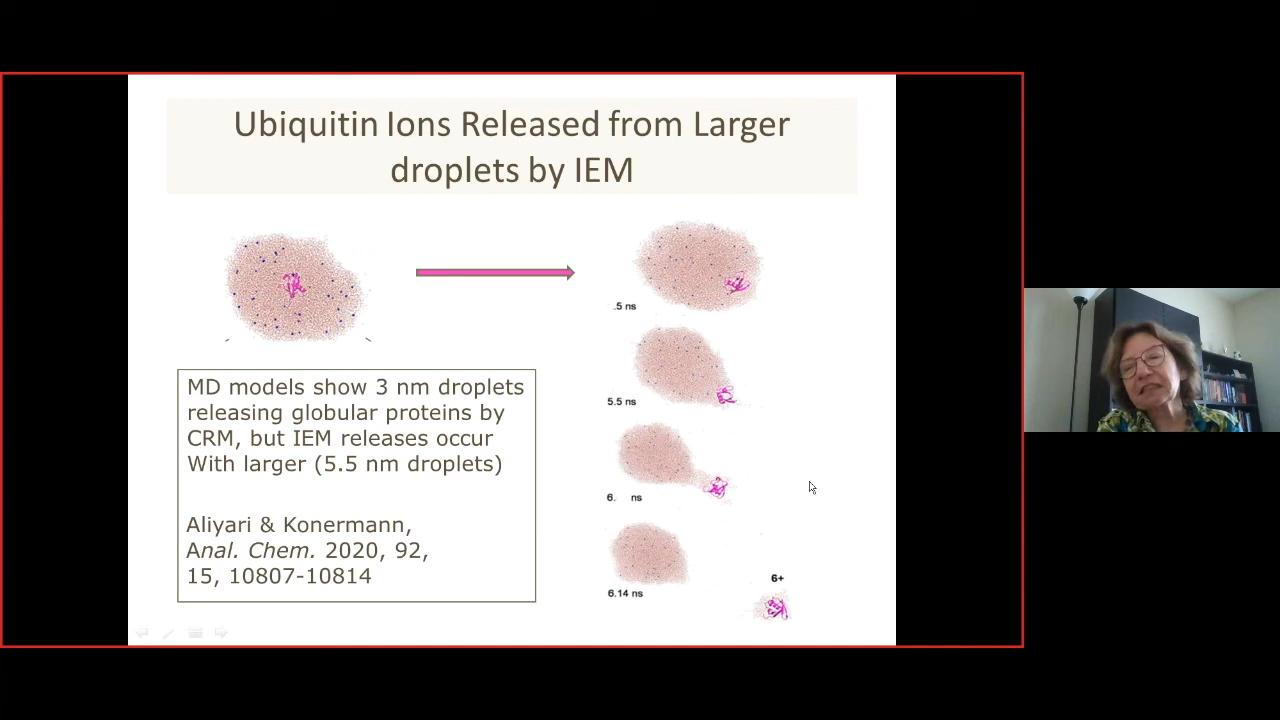 Ubiquitin Ions Released from Larger
droplets by IEM
.5 ns
5.5 ns
6. ns
6.14 ns
6+
MD models show 3 nm droplets
releasing globular proteins by
CRM, but IEM releases occur
With larger (5.5 nm droplets)
Aliyari & Konermann,
Anal. Chem. 2020, 92,
15, 10807-10814